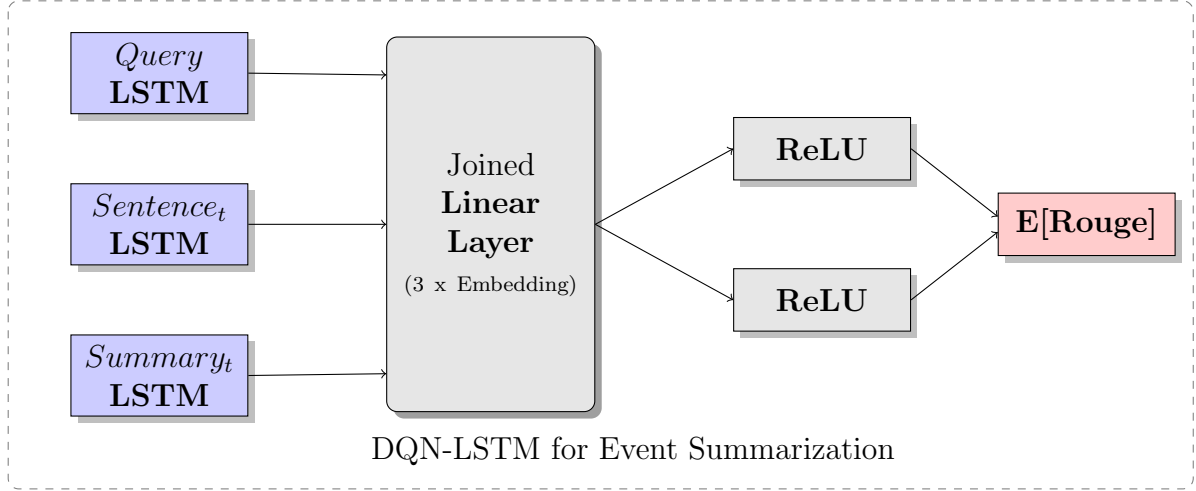 Query
LSTM
Sentence_t
LSTM
Summary_t
LSTM
Joined
Linear
Layer
(3 x Embedding)
ReLU
ReLU
E[Rouge]
DQN-LSTM for Event Summarization